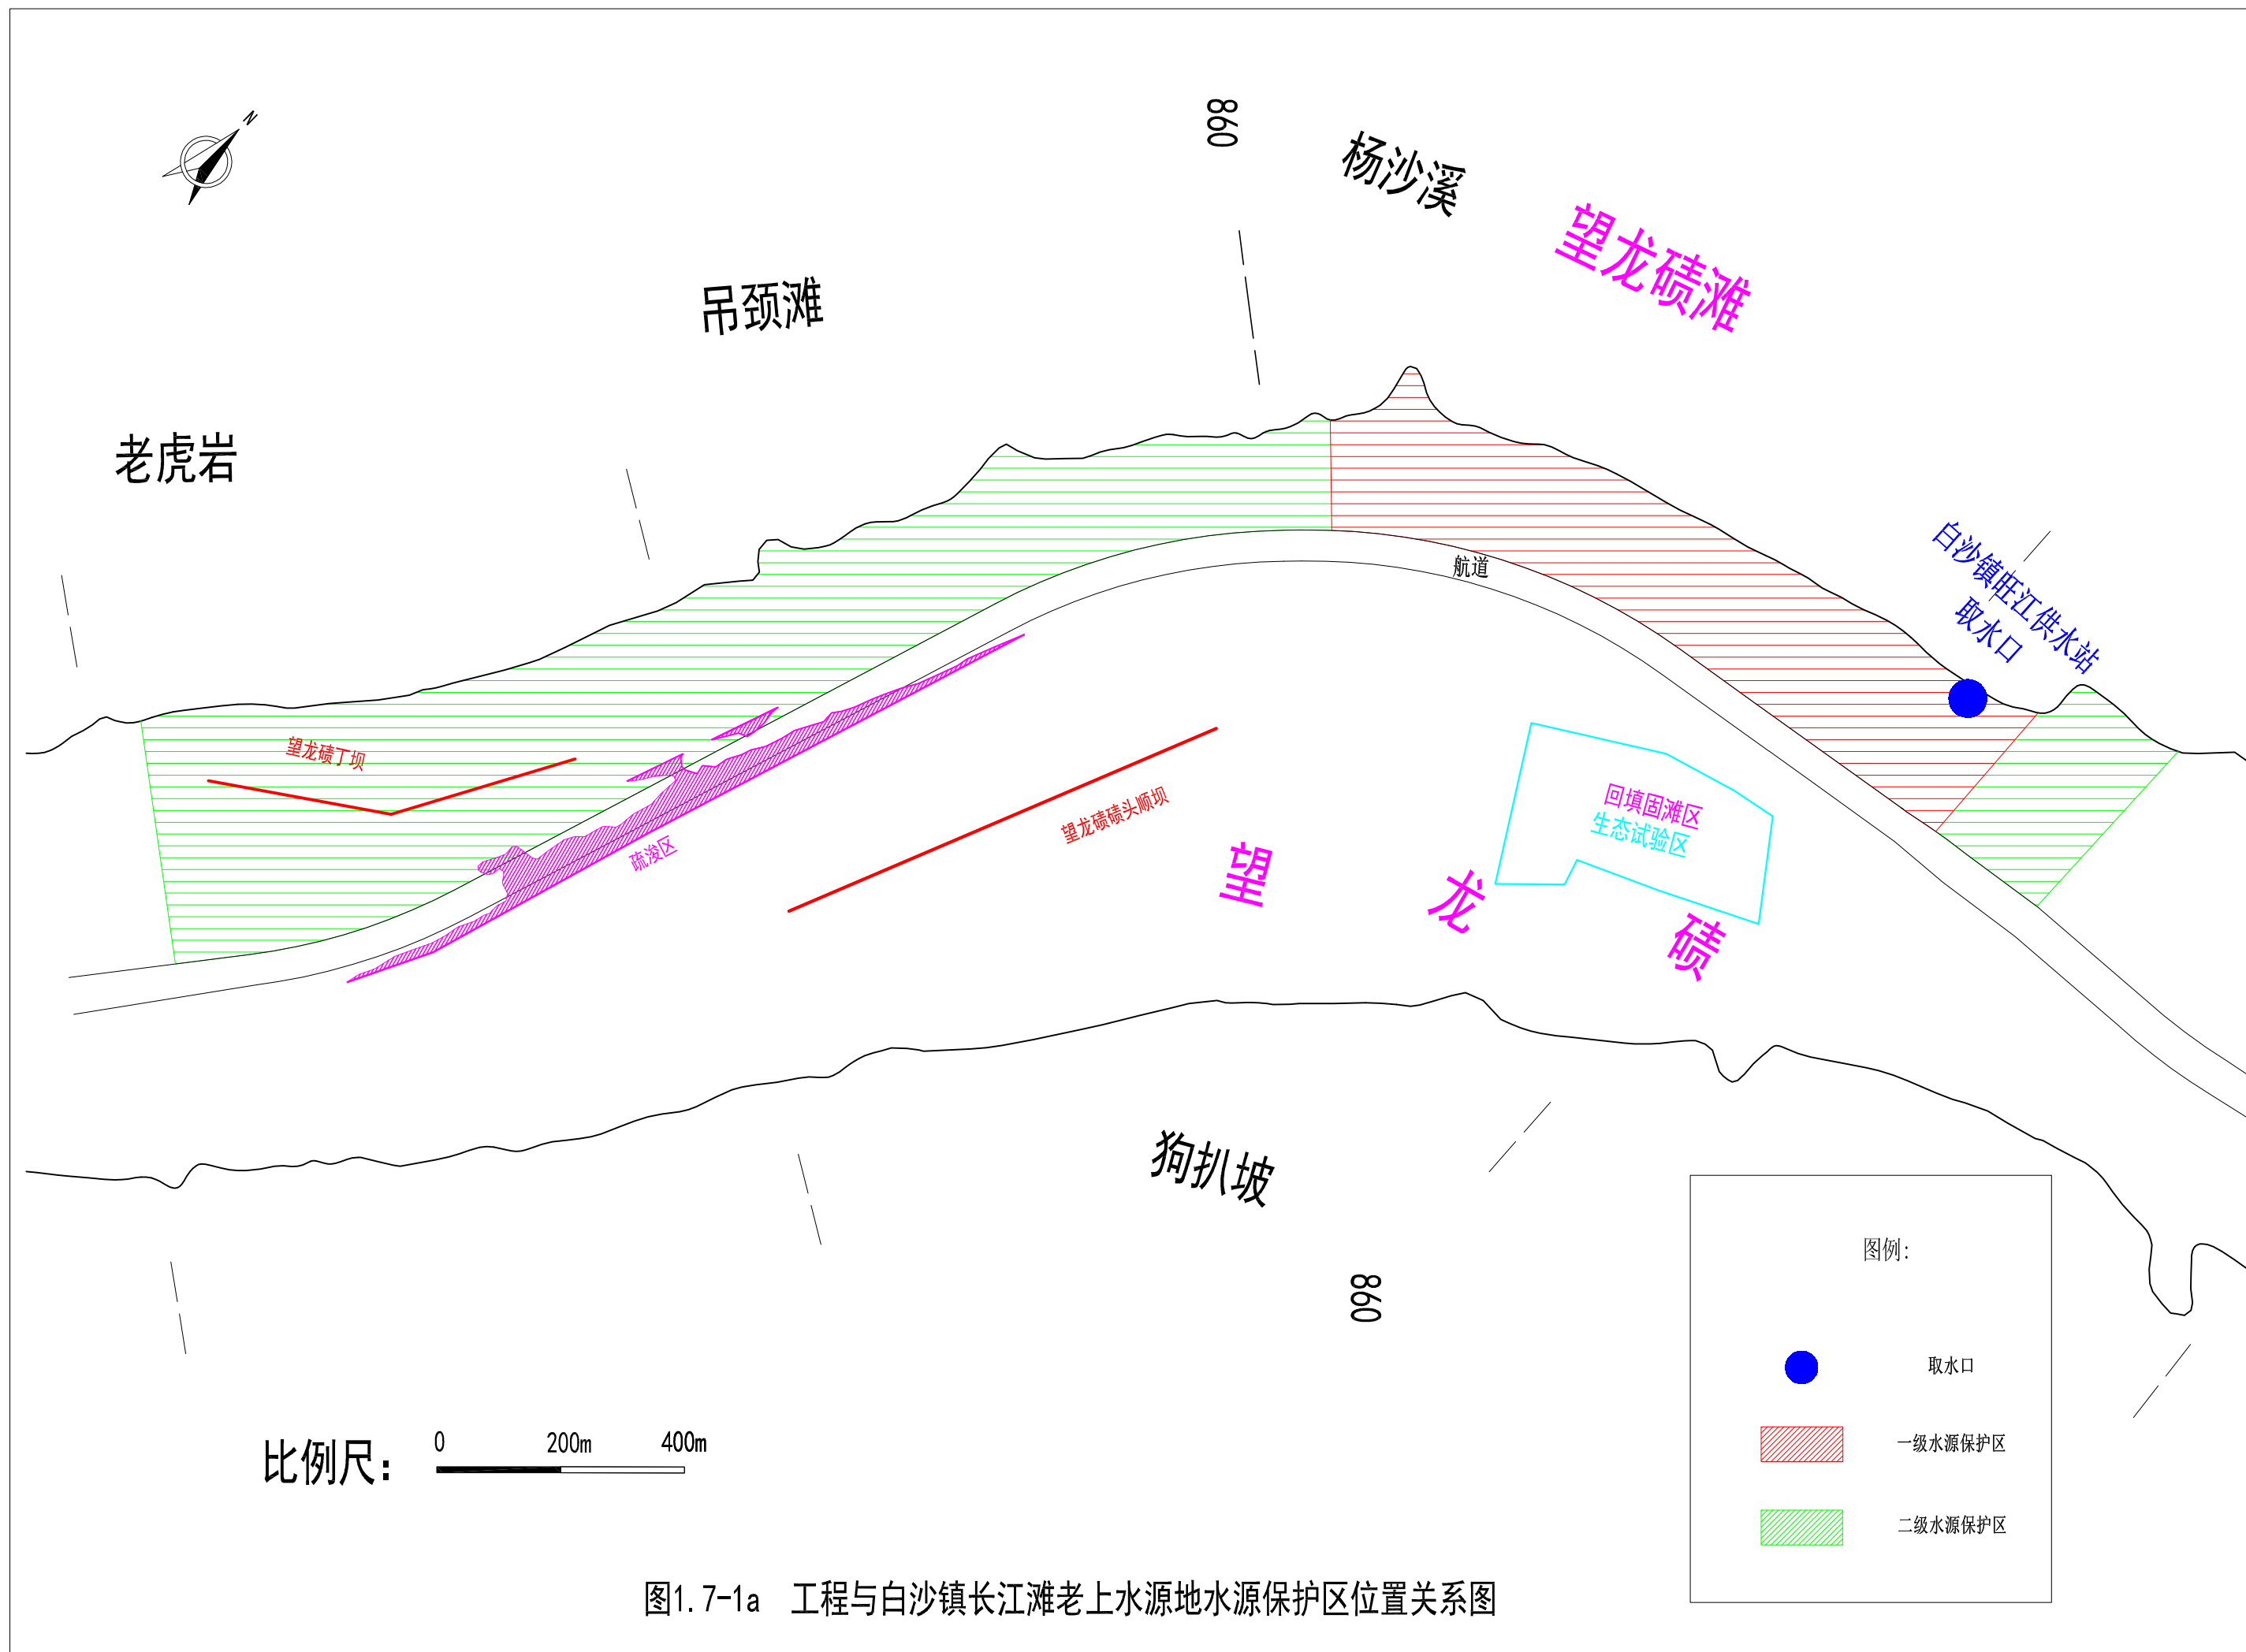 N
860
杨沙溪
望龙碛滩
吊颈滩
老虎岩
白沙镇旺江供水站
取水口
航道
望龙碛丁坝
望龙碛碛头顺坝
疏浚区
回填固滩区
生态试验区
望龙碛
狗扒坡
860
图例:
取水口
一级水源保护区
二级水源保护区
比例尺:
0 200m 400m
图1.7-1a 工程与白沙镇长江滩老上水源地水源保护区位置关系图